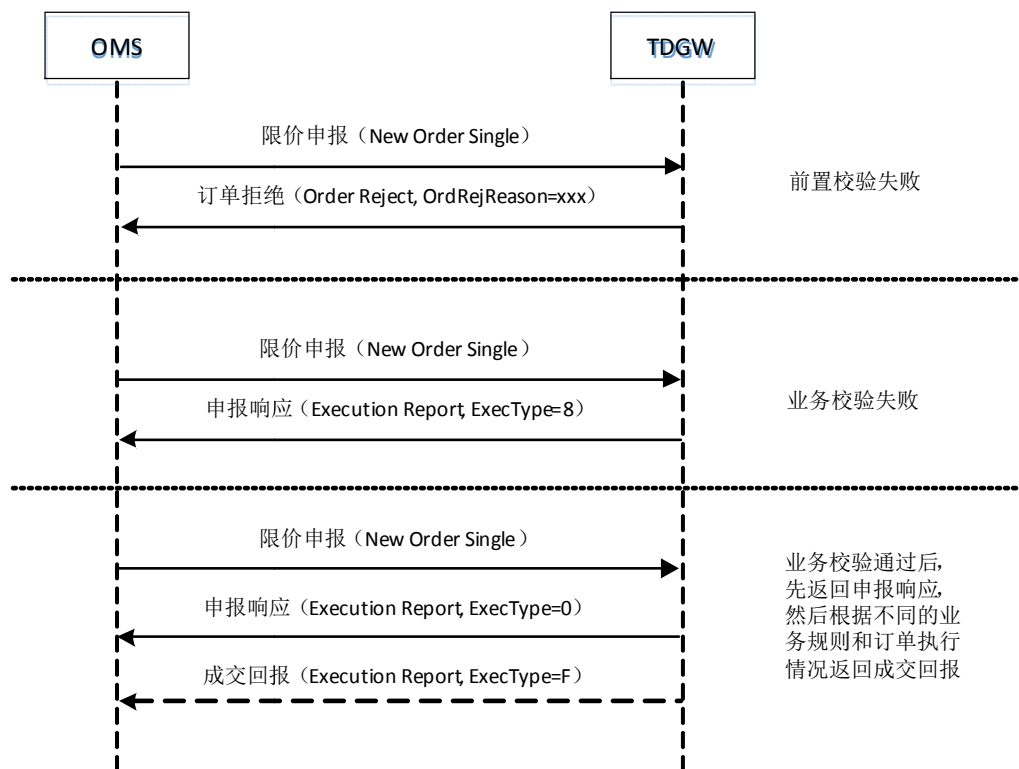 OMS
TDGW
限价申报（New Order Single）
订单拒绝（Order Reject, OrdRejReason=xxx）
前置校验失败
限价申报（New Order Single）
申报响应（Execution Report, ExecType=8）
业务校验失败
限价申报（New Order Single）
申报响应（Execution Report, ExecType=0）
成交回报（Execution Report, ExecType=F）
业务校验通过后,
先返回申报响应,
然后根据不同的业
务规则和订单执行
情况返回成交回报